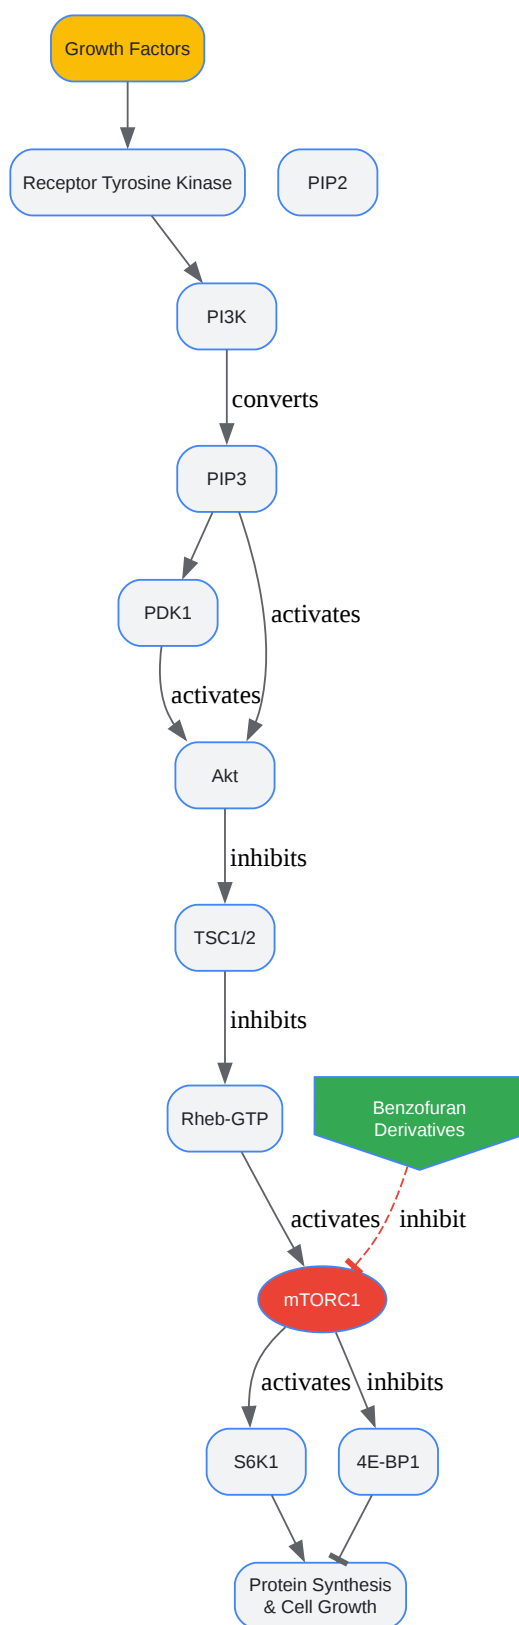 Growth Factors
Receptor Tyrosine Kinase
PIP2
PI3K
converts
PIP3
PDK1
activates
activates
Akt
inhibits
TSC1/2
inhibits
Rheb-GTP
Benzofuran
Derivatives
activates
inhibit
mTORC1
activates
inhibits
S6K1
4E-BP1
Protein Synthesis
& Cell Growth